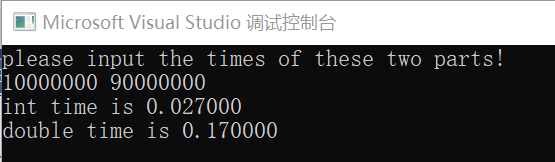 Microsoft Visual Studio 调试控制台
please input the times of these two parts!
10000000 90000000
int time is 0.027000
double time is 0.170000